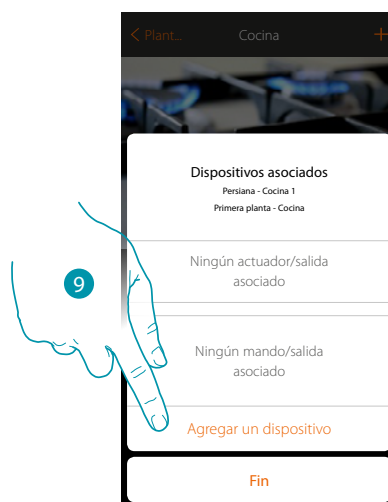 < Plant... Cocina +
Dispositivos asociados
Persiana - Cocina 1
Primera planta - Cocina
Ningún actuador/salida
asociado
9
Ningún mando/salida
asociado
Agregar un dispositivo
Fin